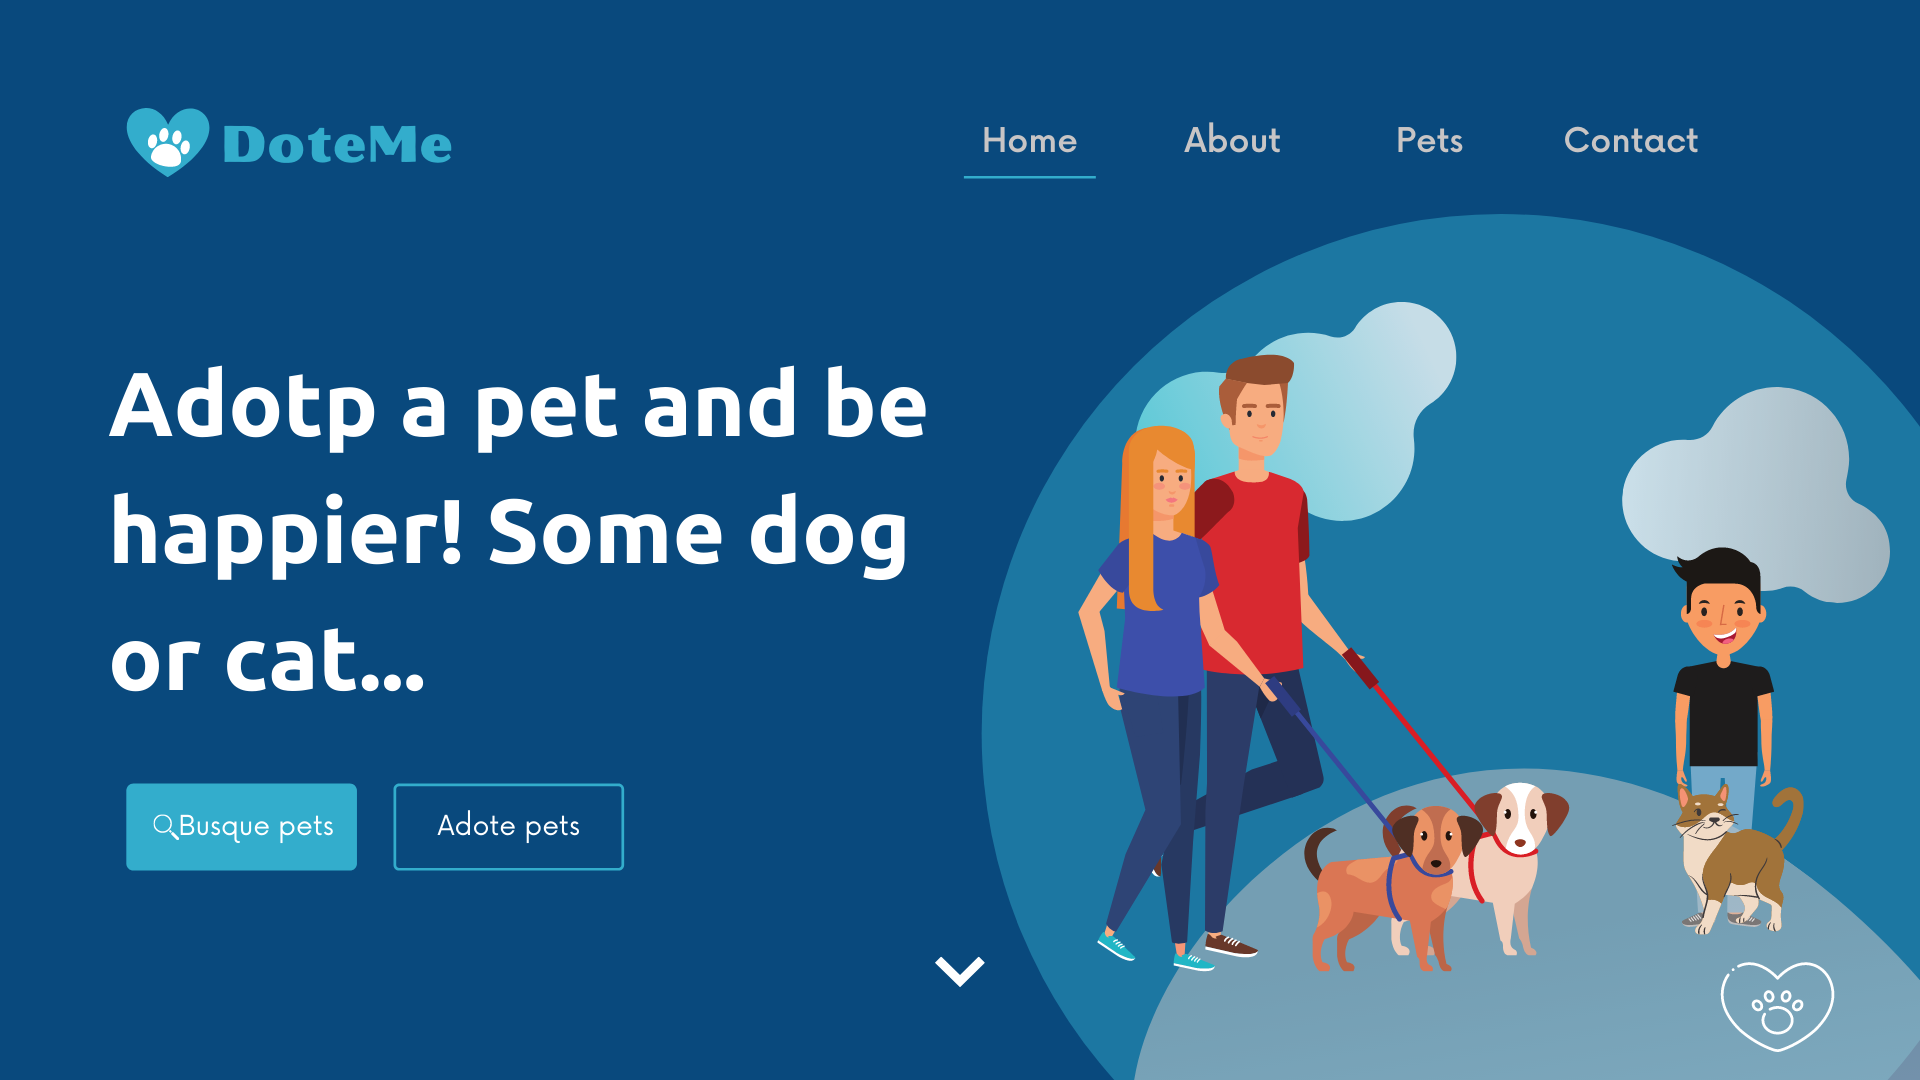 DoteMe
Home About Pets Contact
Adotp a pet and be
happier! Some dog
or cat...
Busque pets
Adote pets